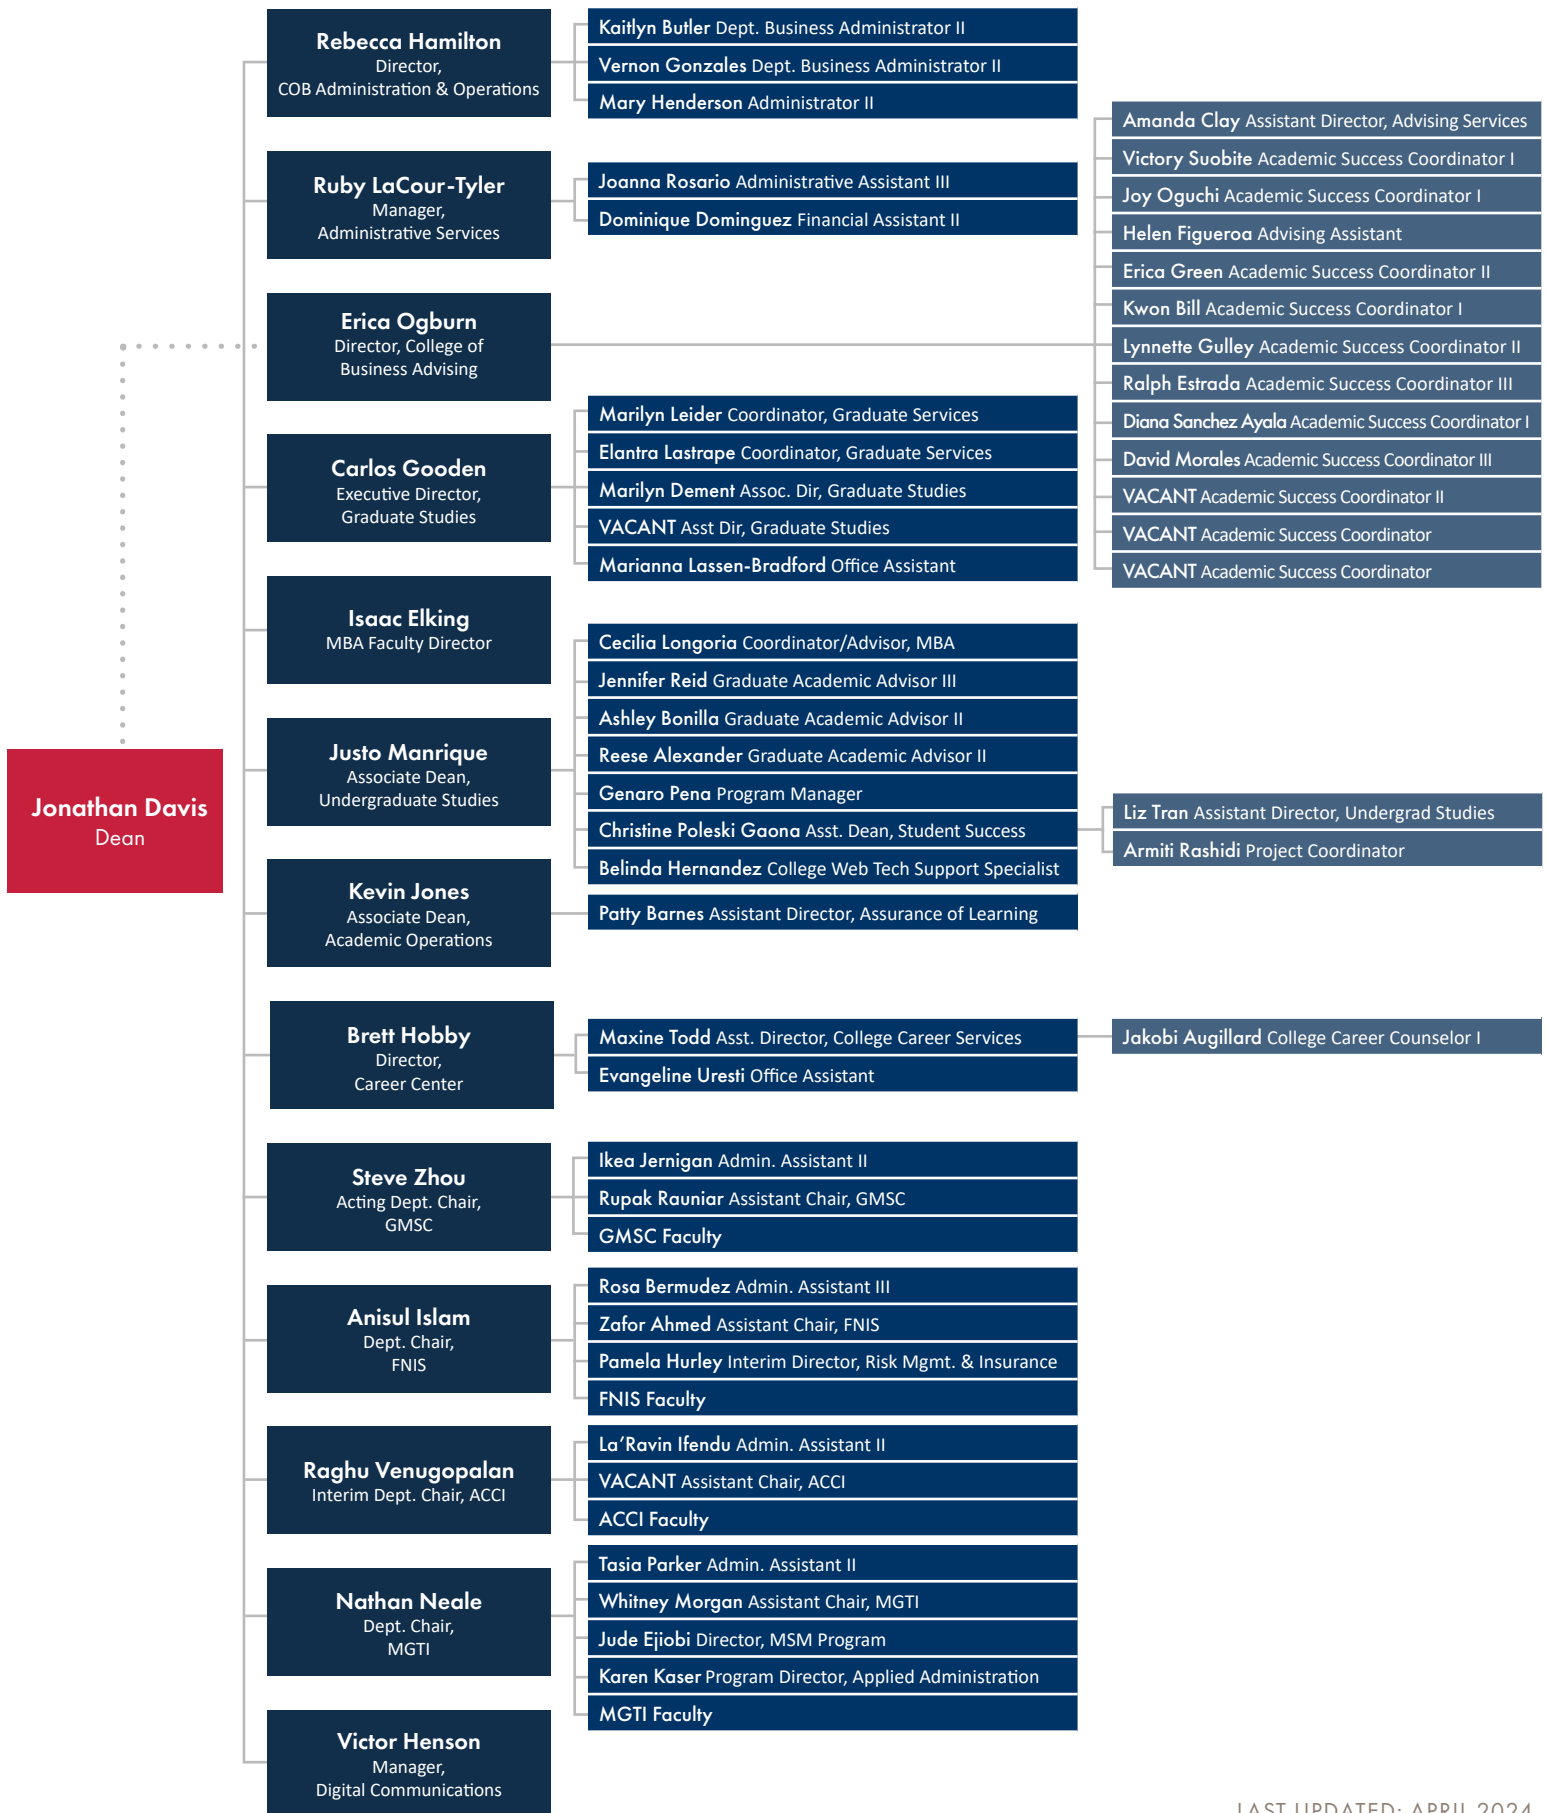 Rebecca Hamilton
Director,
COB Administration & Operations
Kaitlyn Butler Dept. Business Administrator II
Vernon Gonzales Dept. Business Administrator II
Mary Henderson Administrator II
Ruby LaCour-Tyler
Manager,
Administrative Services
Joanna Rosario Administrative Assistant III
Dominique Dominguez Financial Assistant II
Erica Ogburn
Director, College of
Business Advising
Amanda Clay Assistant Director, Advising Services
Victory Suobite Academic Success Coordinator I
Joy Oguchi Academic Success Coordinator I
Helen Figueroa Advising Assistant
Erica Green Academic Success Coordinator II
Kwon Bill Academic Success Coordinator I
Lynnette Gulley Academic Success Coordinator II
Ralph Estrada Academic Success Coordinator III
Diana Sanchez Ayala Academic Success Coordinator I
David Morales Academic Success Coordinator III
VACANT Academic Success Coordinator II
VACANT Academic Success Coordinator
VACANT Academic Success Coordinator
Carlos Gooden
Executive Director,
Graduate Studies
Marilyn Leider Coordinator, Graduate Services
Elantra Lastrape Coordinator, Graduate Services
Marilyn Dement Assoc. Dir, Graduate Studies
VACANT Asst Dir, Graduate Studies
Marianna Lassen-Bradford Office Assistant
Isaac Elking
MBA Faculty Director
Jonathan Davis
Dean
Justo Manrique
Associate Dean,
Undergraduate Studies
Cecilia Longoria Coordinator/Advisor, MBA
Jennifer Reid Graduate Academic Advisor III
Ashley Bonilla Graduate Academic Advisor II
Reese Alexander Graduate Academic Advisor II
Genaro Pena Program Manager
Christine Poleski Gaona Asst. Dean, Student Success
Belinda Hernandez College Web Tech Support Specialist
Liz Tran Assistant Director, Undergrad Studies
Armiti Rashidi Project Coordinator
Kevin Jones
Associate Dean,
Academic Operations
Patty Barnes Assistant Director, Assurance of Learning
Brett Hobby
Director,
Career Center
Maxine Todd Asst. Director, College Career Services
Evangeline Uresti Office Assistant
Jakobi Augillard College Career Counselor I
Steve Zhou
Acting Dept. Chair,
GMSC
Ikea Jernigan Admin. Assistant II
Rupak Rauniar Assistant Chair, GMSC
GMSC Faculty
Anisul Islam
Dept. Chair,
FNIS
Rosa Bermudez Admin. Assistant III
Zafor Ahmed Assistant Chair, FNIS
Pamela Hurley Interim Director, Risk Mgmt. & Insurance
FNIS Faculty
Raghu Venugopalan
Interim Dept. Chair, ACCI
La'Ravin Ifendu Admin. Assistant II
VACANT Assistant Chair, ACCI
ACCI Faculty
Nathan Neale
Dept. Chair,
MGTI
Tasia Parker Admin. Assistant II
Whitney Morgan Assistant Chair, MGTI
Jude Ejiobi Director, MSM Program
Karen Kaser Program Director, Applied Administration
MGTI Faculty
Victor Henson
Manager,
Digital Communications
LAST UPDATED: APRIL 2024